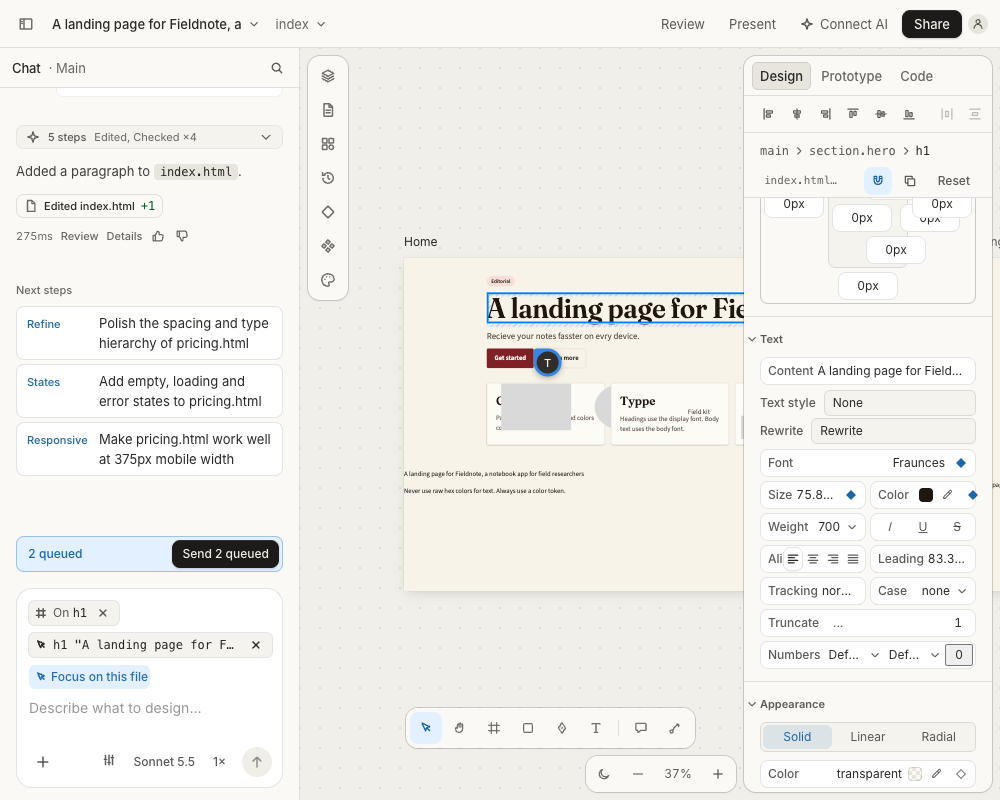 A landing page for Fieldnote, a
index
Review
Present
Connect AI
Share
Chat · Main
5 steps Edited, Checked ×4
Added a paragraph to index.html.
Edited index.html +1
275ms Review Details
Next steps
Refine Polish the spacing and type
hierarchy of pricing.html
States Add empty, loading and
error states to pricing.html
Responsive Make pricing.html work well
at 375px mobile width
2 queued
Send 2 queued
On h1
h1 "A landing page for F…
Focus on this file
Describe what to design...
Sonnet 5.5 1×
Home
Editorial
A landing page for Fie
Recieve your notes fasster on evry device.
Get started
T
more
Typpe
Headings use the display font. Body
text uses the body font.
Field kit
d colors
A landing page for Fieldnote, a notebook app for field researchers
Never use raw hex colors for text. Always use a color token.
37%
Design
Prototype
Code
main > section.hero > h1
index.html…
Reset
0px
0px
0px
0px
0px
0px
Text
Content A landing page for Field...
Text style None
Rewrite Rewrite
Font Fraunces
Size 75.8...
Color
Weight 700
I U S
Ali
Leading 83.3...
Tracking nor...
Case none
Truncate ... 1
Numbers Def... Def... 0
Appearance
Solid Linear Radial
Color transparent